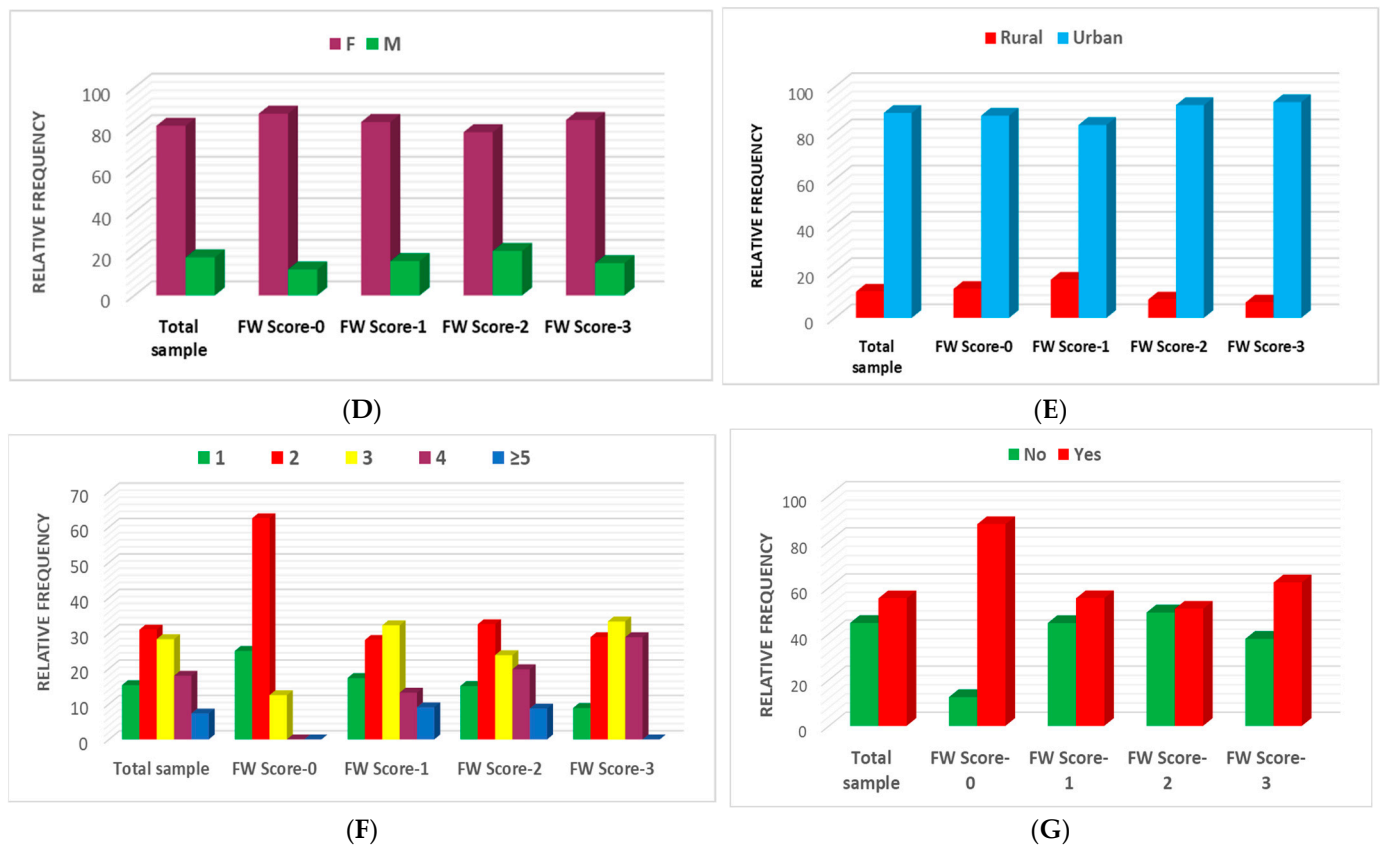 F M
RELATIVE FREQUENCY
100
80
60
40
20
0
Total sample FW Score-0 FW Score-1 FW Score-2 FW Score-3
(D)
Rural Urban
RELATIVE FREQUENCY
100
80
60
40
20
0
Total sample FW Score-0 FW Score-1 FW Score-2 FW Score-3
(E)
1 2 3 4 ≥5
RELATIVE FREQUENCY
70
60
50
40
30
20
10
0
Total sample FW Score-0 FW Score-1 FW Score-2 FW Score-3
(F)
No Yes
RELATIVE FREQUENCY
100
80
60
40
20
0
Total FW Score- FW Score- FW Score- FW Score-
sample 0 1 2 3
(G)